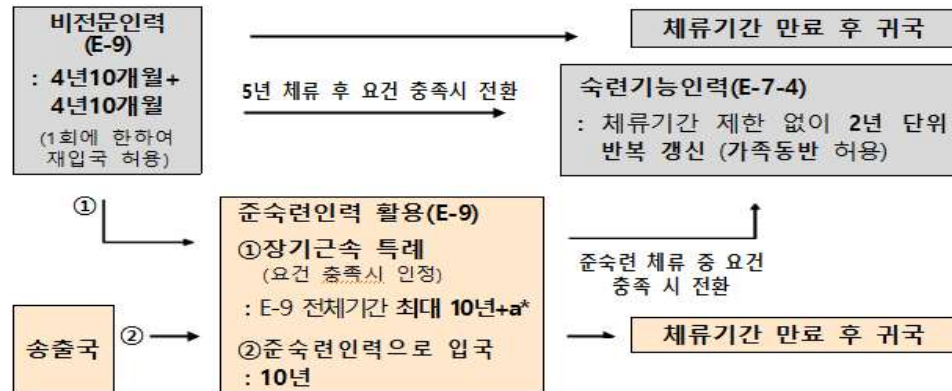 비전문인력
(E-9)
: 4년10개월+
4년10개월
(1회에 한하여
재입국 허용)
체류기간 만료 후 귀국
5년 체류 후 요건 충족시 전환
숙련기능인력(E-7-4)
: 체류기간 제한 없이 2년 단위
반복 갱신 (가족동반 허용)
①
준숙련인력 활용(E-9)
①장기근속 특례
(요건 충족시 인정)
: E-9 전체기간 최대 10년+a*
②준숙련인력으로 입국
: 10년
준숙련 체류 중 요건
충족 시 전환
송출국
②
체류기간 만료 후 귀국